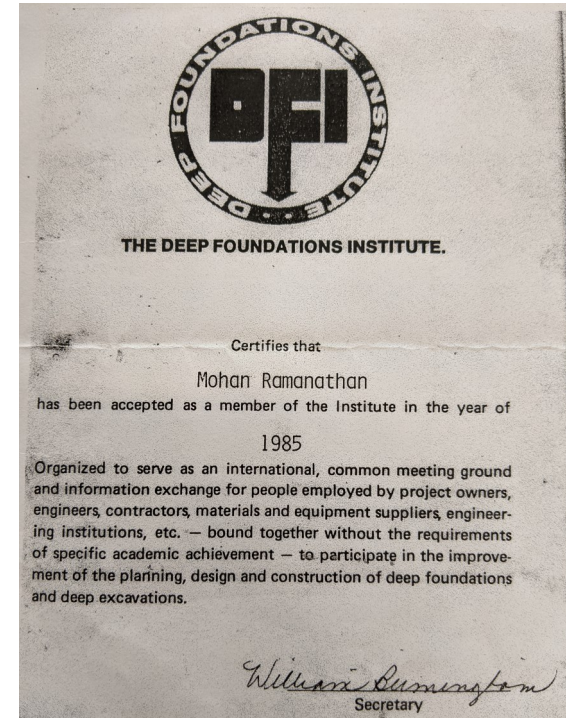 DEEP FOUNDATIONS INSTITUTE
DFI
THE DEEP FOUNDATIONS INSTITUTE.
Certifies that
Mohan Ramanathan
has been accepted as a member of the Institute in the year of
1985
Organized to serve as an international, common meeting ground
and information exchange for people employed by project owners,
engineers, contractors, materials and equipment suppliers, engineer-
ing institutions, etc. — bound together without the requirements
of specific academic achievement — to participate in the improve-
ment of the planning, design and construction of deep foundations
and deep excavations.
William
Secretary